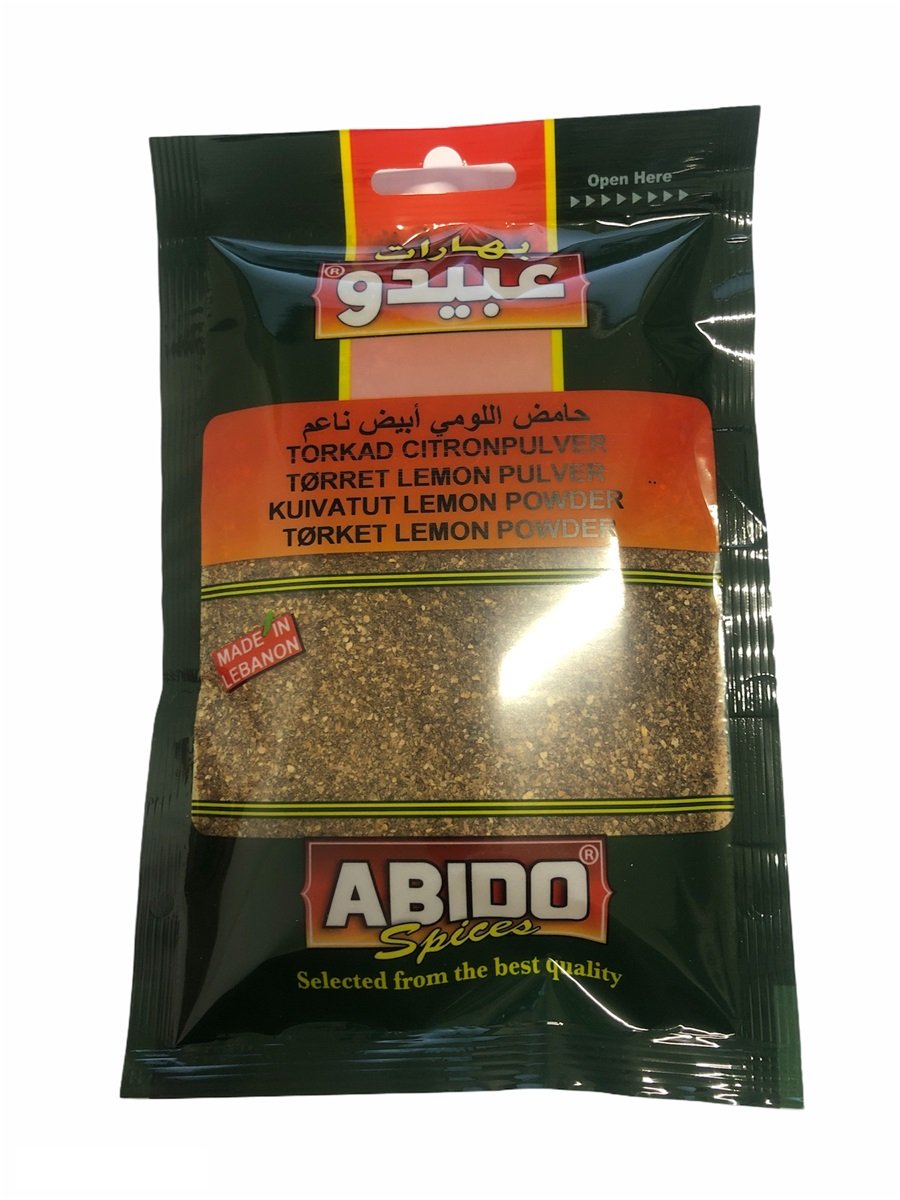 Open Here
بهارات
عبيدو®
حامض اللومي أبيض ناعم
TORKAD CITRONPULVER
TØRRET LEMON PULVER
KUIVATUT LEMON POWDER
TØRKET LEMON POWDER
MADE IN
LEBANON
ABIDO®
Spices
Selected from the best quality